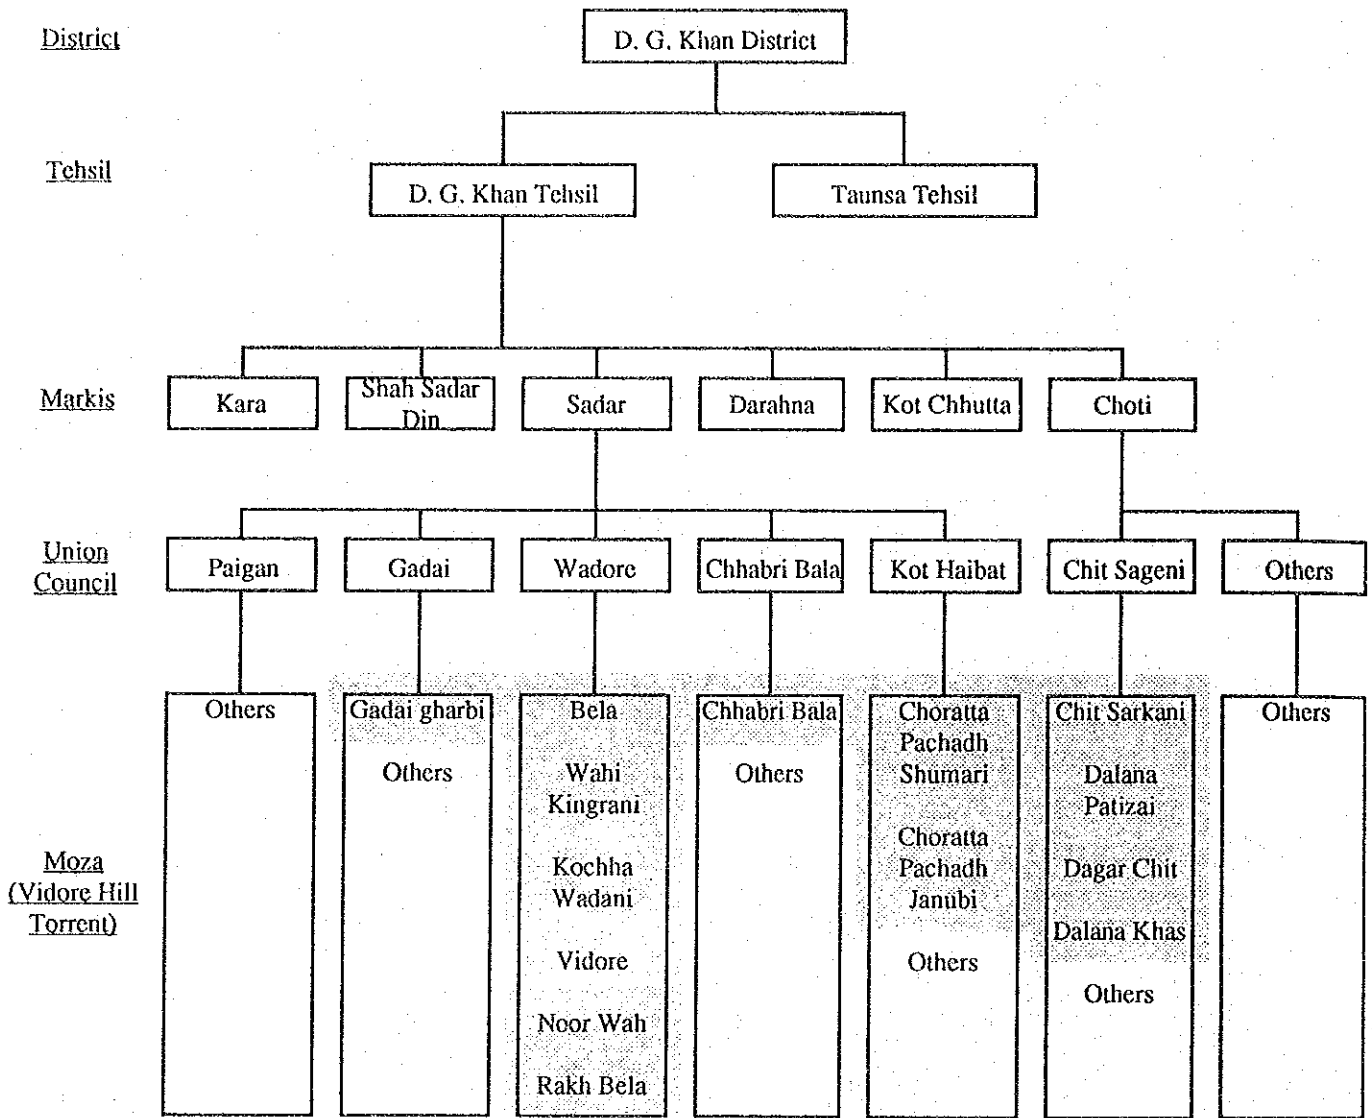 District
D. G. Khan District
Tehsil
D. G. Khan Tehsil
Taunsa Tehsil
Markis
Kara
Shah Sadar
Din
Sadar
Darahna
Kot Chhutta
Choti
Union
Council
Paigan
Gadai
Wadore
Chhabri Bala
Kot Haibat
Chit Sageni
Others
Moza
(Vidore Hill
Torrent)
Others
Gadai gharbi
Others
Bela
Wahi
Kingrani
Kochha
Wadani
Vidore
Noor Wah
Rakh Bela
Chhabri Bala
Others
Choratta
Pachadh
Shumari
Choratta
Pachadh
Janubi
Others
Chit Sarkani
Dalana
Patizai
Dagar Chit
Dalana Khas
Others
Others